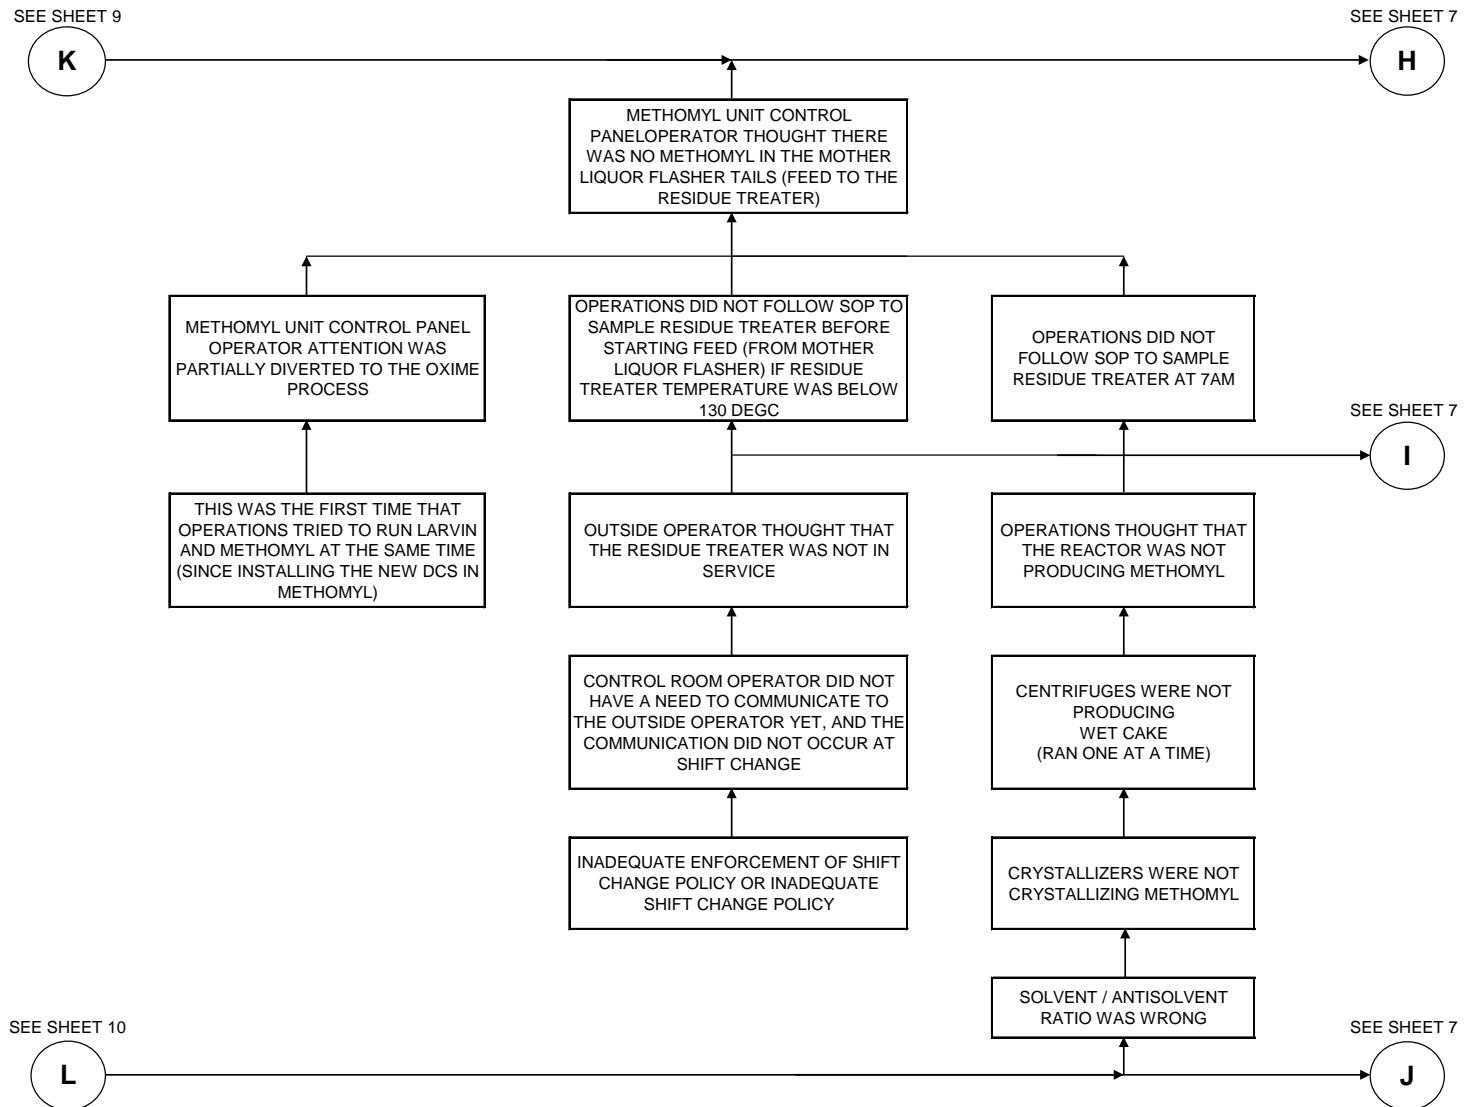 SEE SHEET 9
K
SEE SHEET 7
H
METHOMYL UNIT CONTROL
PANELOPERATOR THOUGHT THERE
WAS NO METHOMYL IN THE MOTHER
LIQUOR FLASHER TAILS (FEED TO THE
RESIDUE TREATER)
METHOMYL UNIT CONTROL PANEL
OPERATOR ATTENTION WAS
PARTIALLY DIVERTED TO THE OXIME
PROCESS
OPERATIONS DID NOT FOLLOW SOP TO
SAMPLE RESIDUE TREATER BEFORE
STARTING FEED (FROM MOTHER
LIQUOR FLASHER) IF RESIDUE
TREATER TEMPERATURE WAS BELOW
130 DEGC
OPERATIONS DID NOT
FOLLOW SOP TO SAMPLE
RESIDUE TREATER AT 7AM
SEE SHEET 7
I
THIS WAS THE FIRST TIME THAT
OPERATIONS TRIED TO RUN LARVIN
AND METHOMYL AT THE SAME TIME
(SINCE INSTALLING THE NEW DCS IN
METHOMYL)
OUTSIDE OPERATOR THOUGHT THAT
THE RESIDUE TREATER WAS NOT IN
SERVICE
OPERATIONS THOUGHT THAT
THE REACTOR WAS NOT
PRODUCING METHOMYL
CONTROL ROOM OPERATOR DID NOT
HAVE A NEED TO COMMUNICATE TO
THE OUTSIDE OPERATOR YET, AND THE
COMMUNICATION DID NOT OCCUR AT
SHIFT CHANGE
CENTRIFUGES WERE NOT
PRODUCING
WET CAKE
(RAN ONE AT A TIME)
INADEQUATE ENFORCEMENT OF SHIFT
CHANGE POLICY OR INADEQUATE
SHIFT CHANGE POLICY
CRYSTALLIZERS WERE NOT
CRYSTALLIZING METHOMYL
SOLVENT / ANTISOLVENT
RATIO WAS WRONG
SEE SHEET 10
L
SEE SHEET 7
J